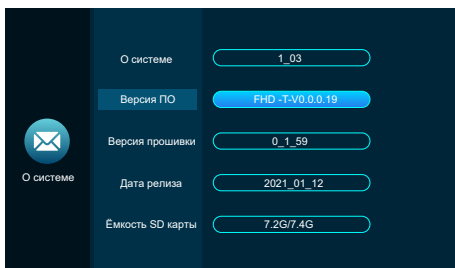 О системе 1_03
Версия ПО FHD -T-V0.0.0.19
Версия прошивки 0_1_59
О системе
Дата релиза 2021_01_12
Ёмкость SD карты 7.2G/7.4G